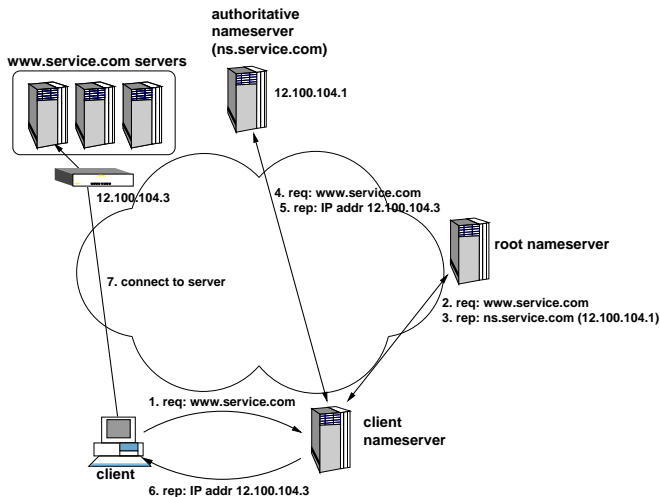 authoritative
nameserver
(ns.service.com)
www.service.com servers
12.100.104.1
12.100.104.3
4. req: www.service.com
5. rep: IP addr 12.100.104.3
root nameserver
7. connect to server
2. req: www.service.com
3. rep: ns.service.com (12.100.104.1)
1. req: www.service.com
client
nameserver
client
6. rep: IP addr 12.100.104.3